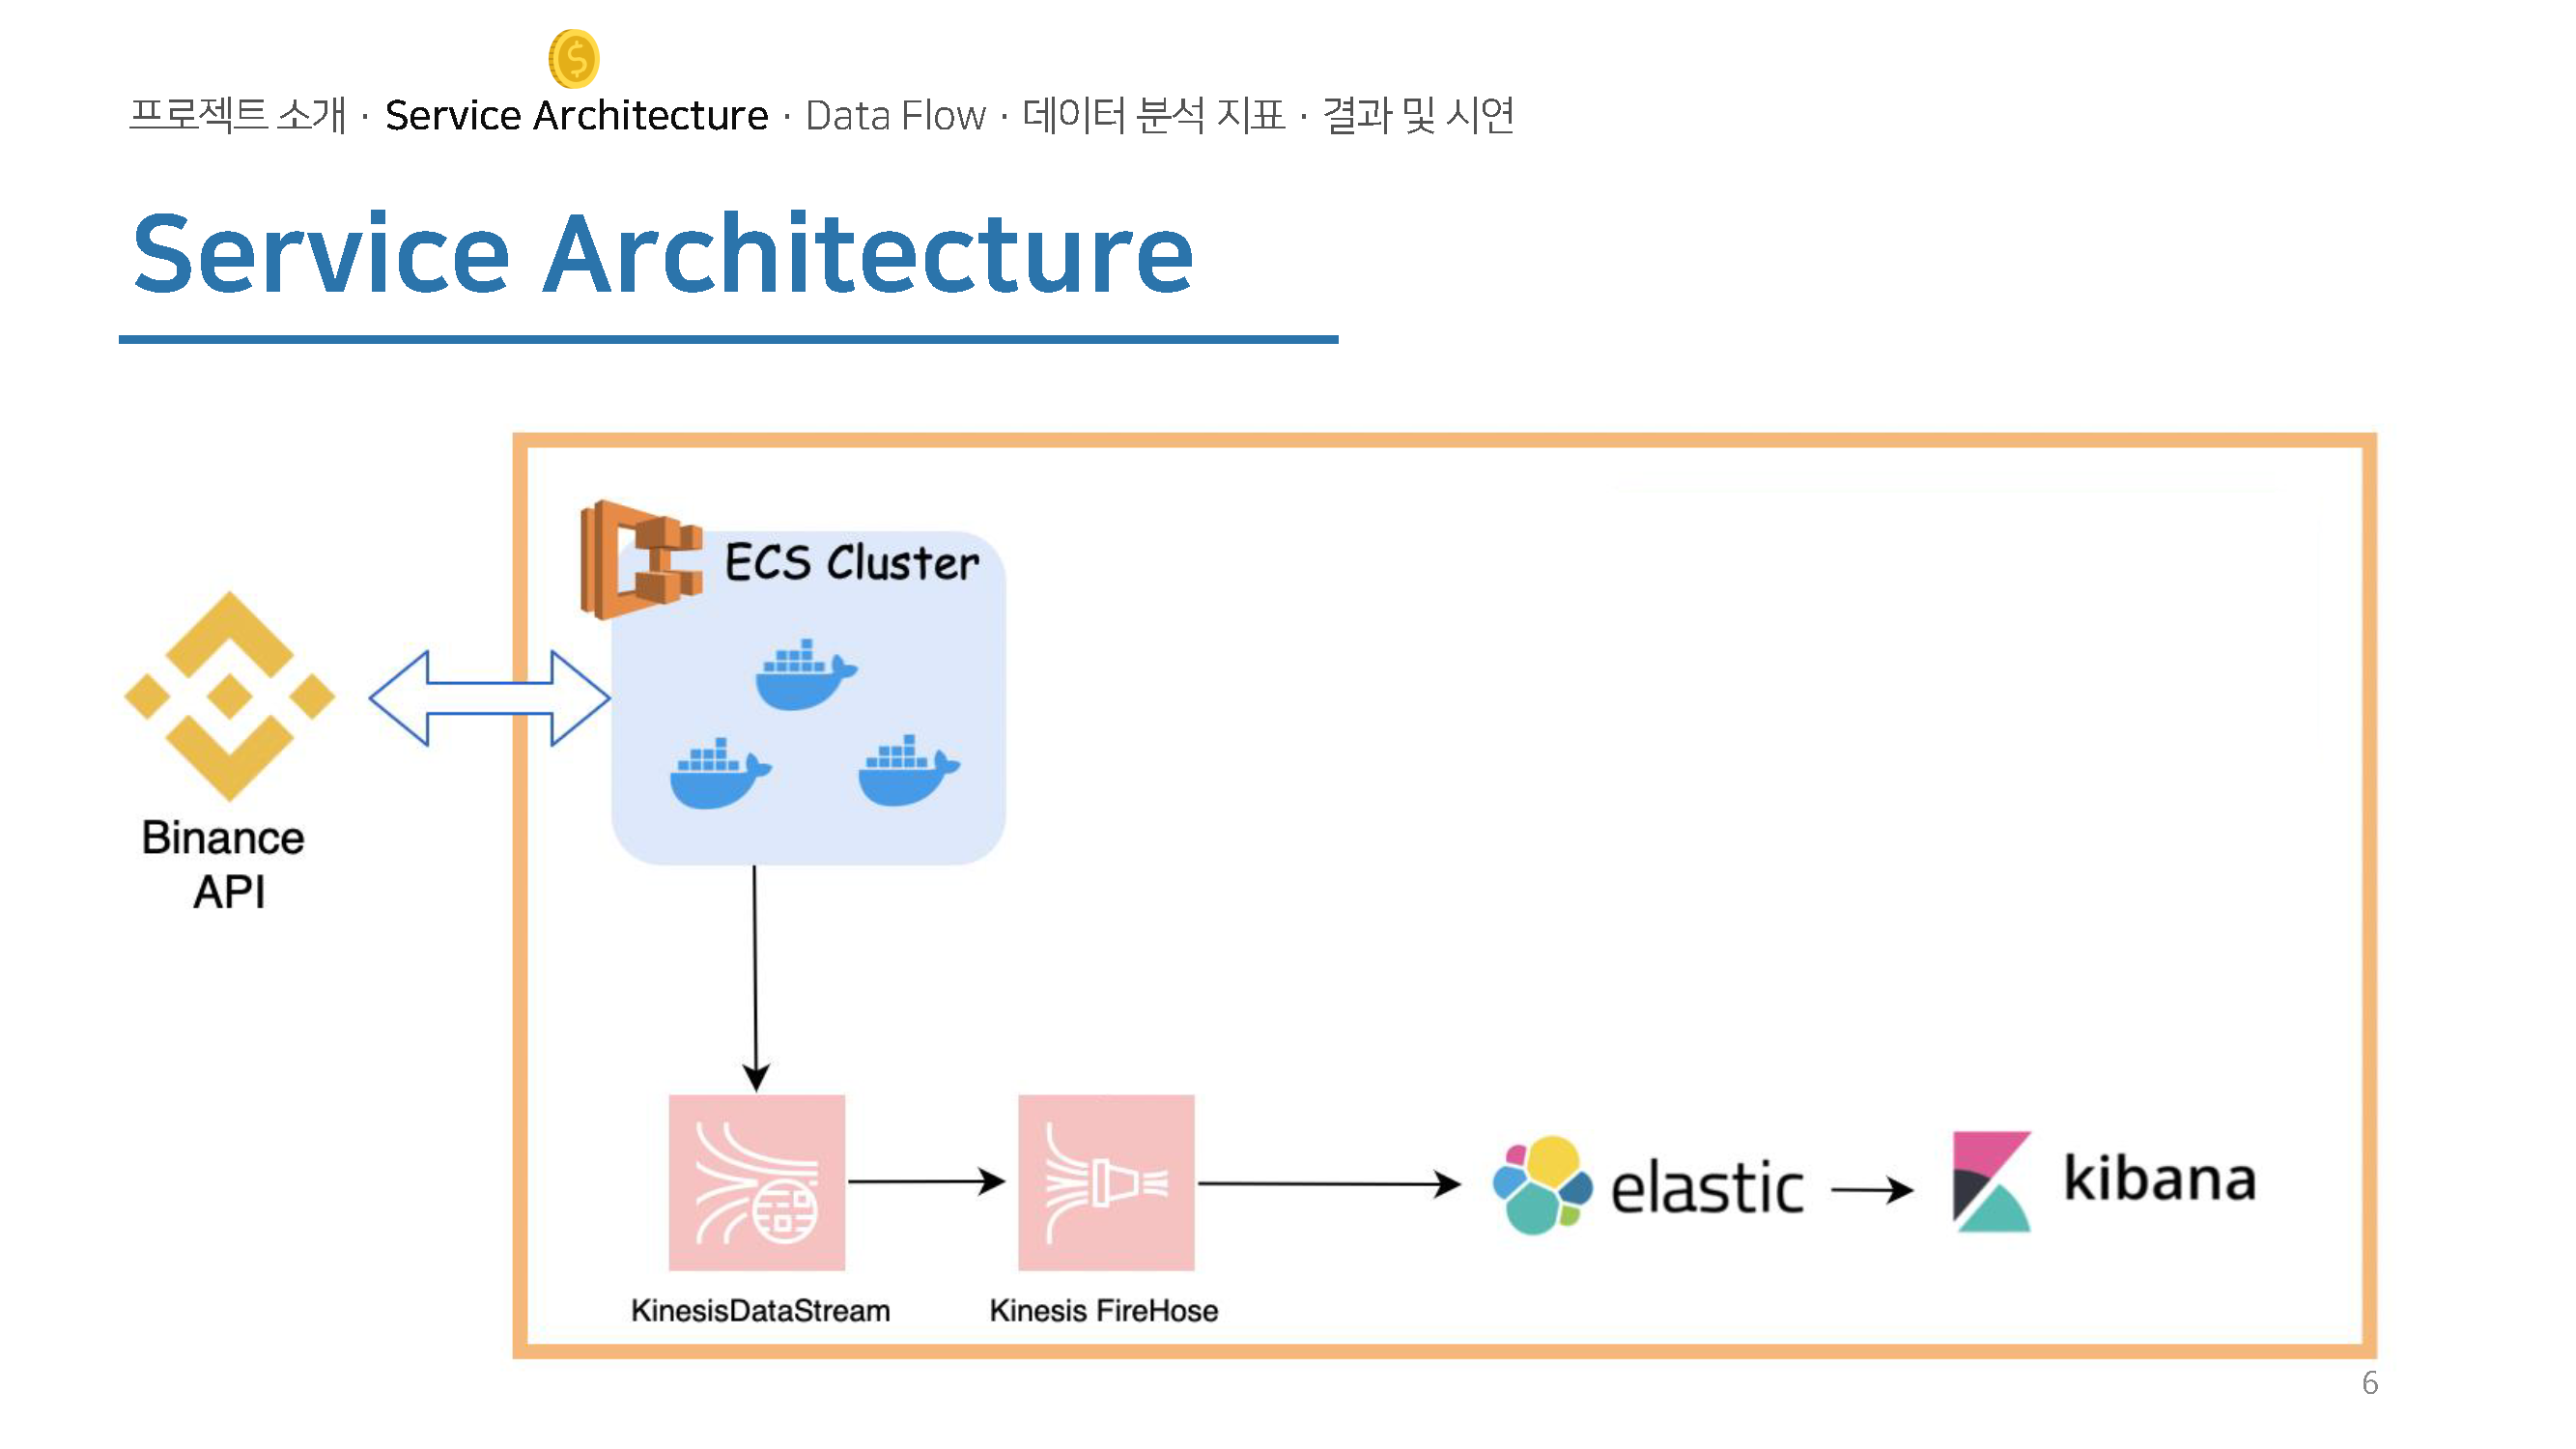 프로젝트 소개 · Service Architecture · Data Flow · 데이터 분석 지표 · 결과 및 시연
Service Architecture
ECS Cluster
Binance
API
elastic
kibana
KinesisDataStream
Kinesis FireHose
6